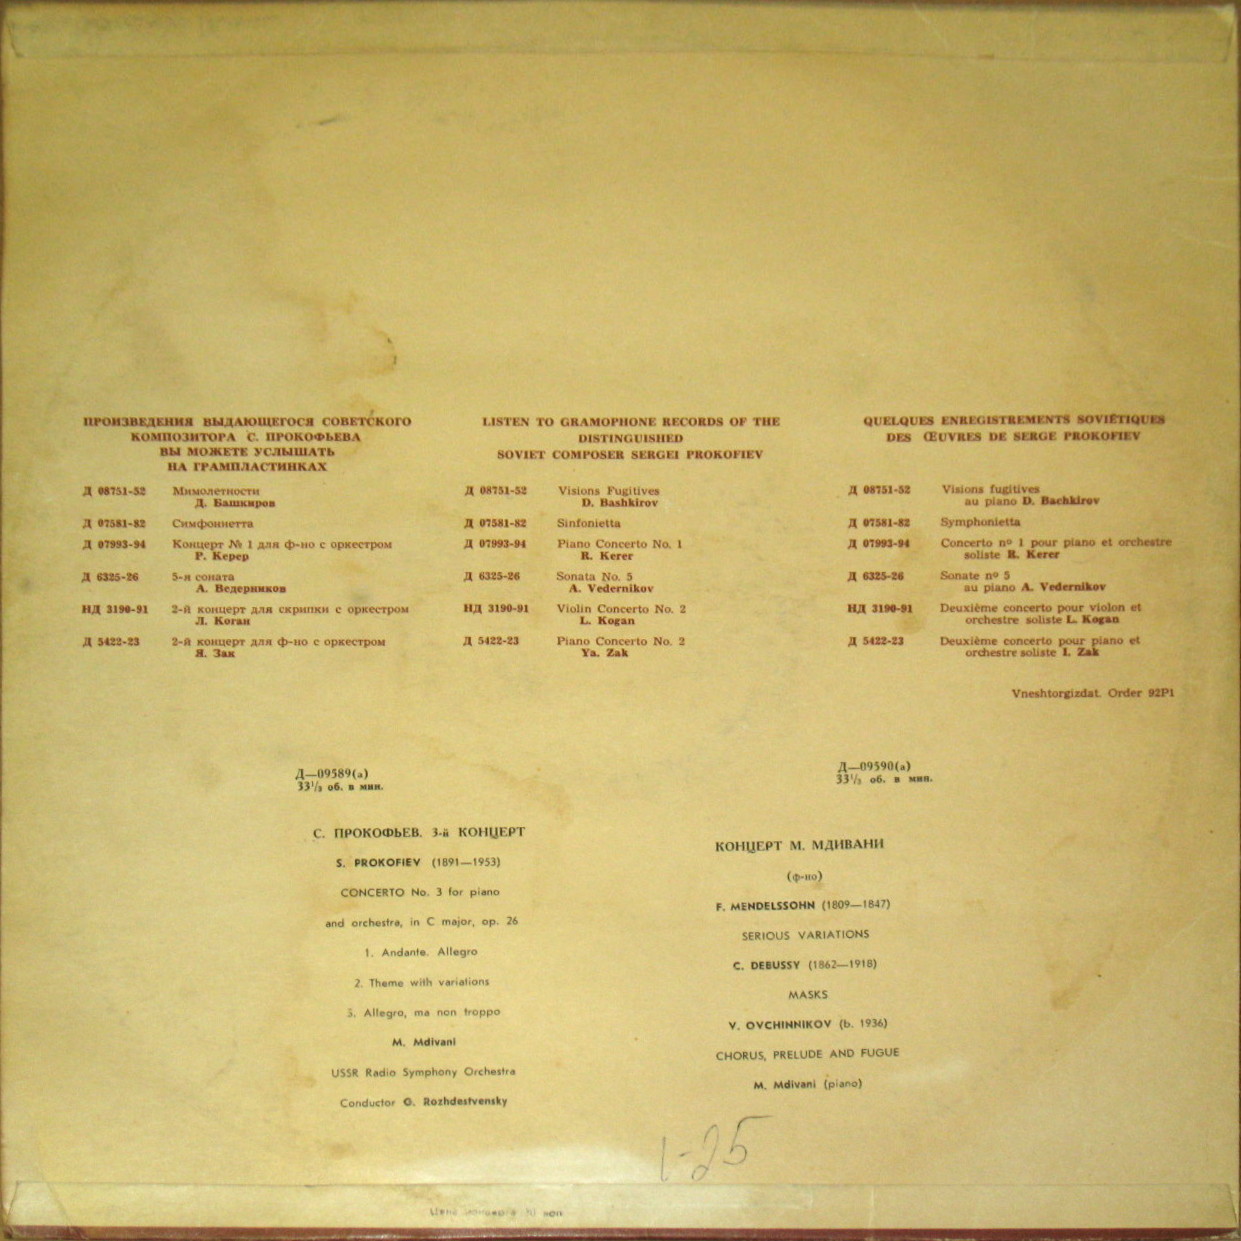 ПРОИЗВЕДЕНИЯ ВЫДАЮЩЕГОСЯ СОВЕТСКОГО
КОМПОЗИТОРА С. ПРОКОФЬЕВА
ВЫ МОЖЕТЕ УСЛЫШАТЬ
НА ГРАМПЛАСТИНКАХ
Д 08751-52 Мимолетности
Д. Башкиров
Д 07581-82 Симфониетта
Д 07993-94 Концерт № 1 для ф-но с оркестром
Р. Керер
Д 6325-26 5-я соната
А. Ведерников
НД 3190-91 2-й концерт для скрипки с оркестром
Л. Коган
Д 5422-23 2-й концерт для ф-но с оркестром
Я. Зак
LISTEN TO GRAMOPHONE RECORDS OF THE
DISTINGUISHED
SOVIET COMPOSER SERGEI PROKOFIEV
Д 08751-52 Visions Fugitives
D. Bashkirov
Д 07581-82 Sinfonietta
Д 07993-94 Piano Concerto No. 1
R. Kerer
Д 6325-26 Sonata No. 5
A. Vedernikov
НД 3190-91 Violin Concerto No. 2
L. Kogan
Д 5422-23 Piano Concerto No. 2
Ya. Zak
QUELQUES ENREGISTREMENTS SOVIÉTIQUES
DES ŒUVRES DE SERGE PROKOFIEV
Д 08751-52 Visions fugitives
au piano D. Bachkirov
Д 07581-82 Symphonietta
Д 07993-94 Concerto nº 1 pour piano et orchestre
soliste R. Kerer
Д 6325-26 Sonate nº 5
au piano A. Vedernikov
НД 3190-91 Deuxième concerto pour violon et
orchestre soliste L. Kogan
Д 5422-23 Deuxième concerto pour piano et
orchestre soliste I. Zak
Vneshtorgizdat. Order 92P1
Д—09589(а)
33 1/3 об. в мин.
С. ПРОКОФЬЕВ. 3-й КОНЦЕРТ
S. PROKOFIEV (1891—1953)
CONCERTO No. 3 for piano
and orchestra, in C major, op. 26
1. Andante. Allegro
2. Theme with variations
3. Allegro, ma non troppo
M. Mdivani
USSR Radio Symphony Orchestra
Conductor G. Rozhdestvensky
Д—09590(а)
33 1/3 об. в мин.
КОНЦЕРТ М. МДИВАНИ
(ф-но)
F. MENDELSSOHN (1809—1847)
SERIOUS VARIATIONS
C. DEBUSSY (1862—1918)
MASKS
V. OVCHINNIKOV (b. 1936)
CHORUS, PRELUDE AND FUGUE
M. Mdivani (piano)
1-25
Цена конверта 10 коп